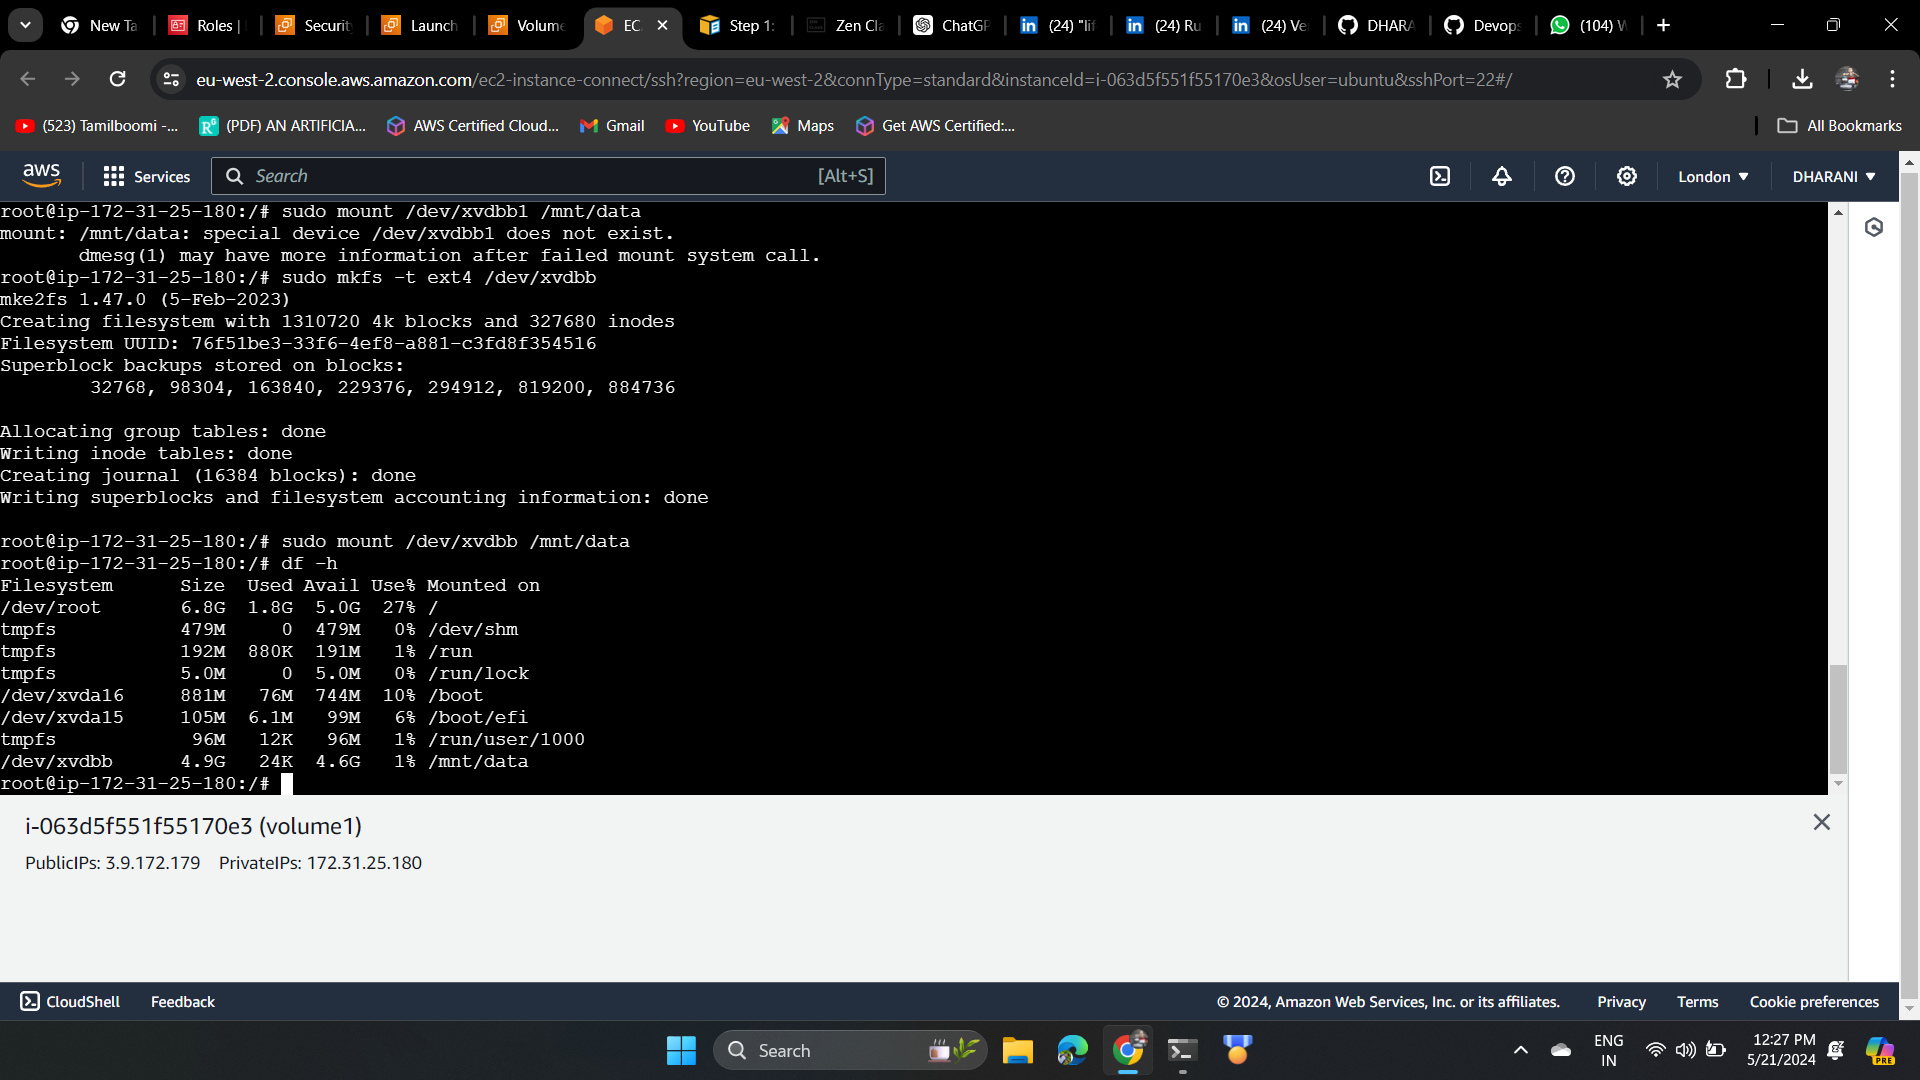 New Ta
Roles |
Securit
Launch
Volume
EC
Step 1:
Zen Cla
ChatGP
(24) "lif
(24) Ru
(24) Ve
DHARA
Devops
(104) W
eu-west-2.console.aws.amazon.com/ec2-instance-connect/ssh?region=eu-west-2&connType=standard&instanceId=i-063d5f551f55170e3&osUser=ubuntu&sshPort=22#/
(523) Tamilboomi -...
(PDF) AN ARTIFICIA...
AWS Certified Cloud...
Gmail
YouTube
Maps
Get AWS Certified:...
All Bookmarks
aws
Services
Search
[Alt+S]
London
DHARANI
root@ip-172-31-25-180:/# sudo mount /dev/xvdbb1 /mnt/data
mount: /mnt/data: special device /dev/xvdbb1 does not exist.
dmesg(1) may have more information after failed mount system call.
root@ip-172-31-25-180:/# sudo mkfs -t ext4 /dev/xvdbb
mke2fs 1.47.0 (5-Feb-2023)
Creating filesystem with 1310720 4k blocks and 327680 inodes
Filesystem UUID: 76f51be3-33f6-4ef8-a881-c3fd8f354516
Superblock backups stored on blocks:
32768, 98304, 163840, 229376, 294912, 819200, 884736
Allocating group tables: done
Writing inode tables: done
Creating journal (16384 blocks): done
Writing superblocks and filesystem accounting information: done
root@ip-172-31-25-180:/# sudo mount /dev/xvdbb /mnt/data
root@ip-172-31-25-180:/# df -h
Filesystem Size Used Avail Use% Mounted on
/dev/root 6.8G 1.8G 5.0G 27% /
tmpfs 479M 0 479M 0% /dev/shm
tmpfs 192M 880K 191M 1% /run
tmpfs 5.0M 0 5.0M 0% /run/lock
/dev/xvda16 881M 76M 744M 10% /boot
/dev/xvda15 105M 6.1M 99M 6% /boot/efi
tmpfs 96M 12K 96M 1% /run/user/1000
/dev/xvdbb 4.9G 24K 4.6G 1% /mnt/data
root@ip-172-31-25-180:/#
i-063d5f551f55170e3 (volume1)
PublicIPs: 3.9.172.179 PrivateIPs: 172.31.25.180
CloudShell
Feedback
© 2024, Amazon Web Services, Inc. or its affiliates.
Privacy
Terms
Cookie preferences
Search
ENG
IN
12:27 PM
5/21/2024
PRE